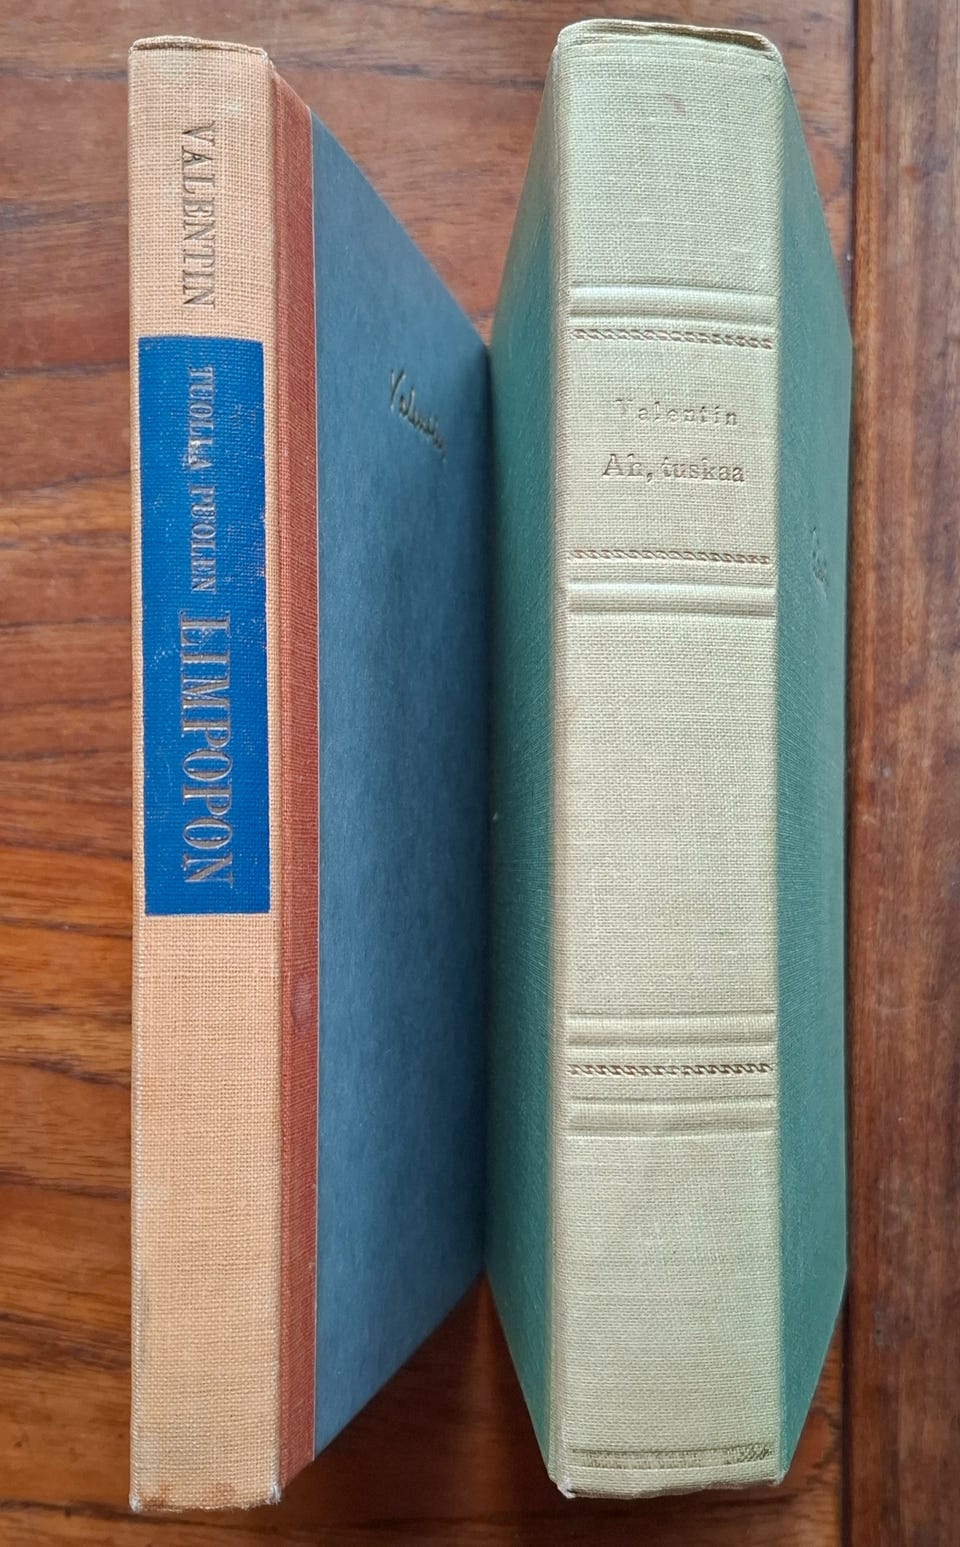 VALENTIN
TUOLLA PUOLEN LIMPOPON
Valentin
Valentin
Ah, tuskaa